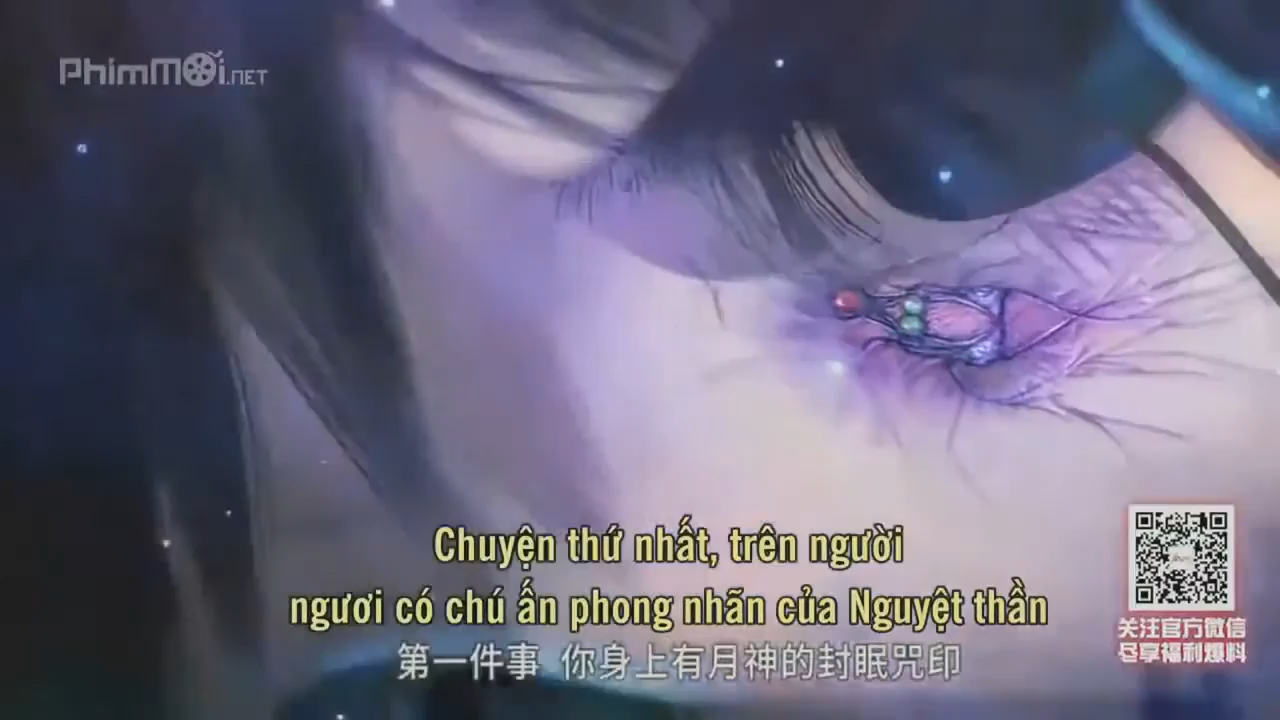 PhimMỡi.NET
Chuyện thứ nhất, trên người
ngươi có chú ấn phong nhãn của Nguyệt thần
第一件事 你身上有月神的封眠咒印
关注官方微信
尽享福利爆料